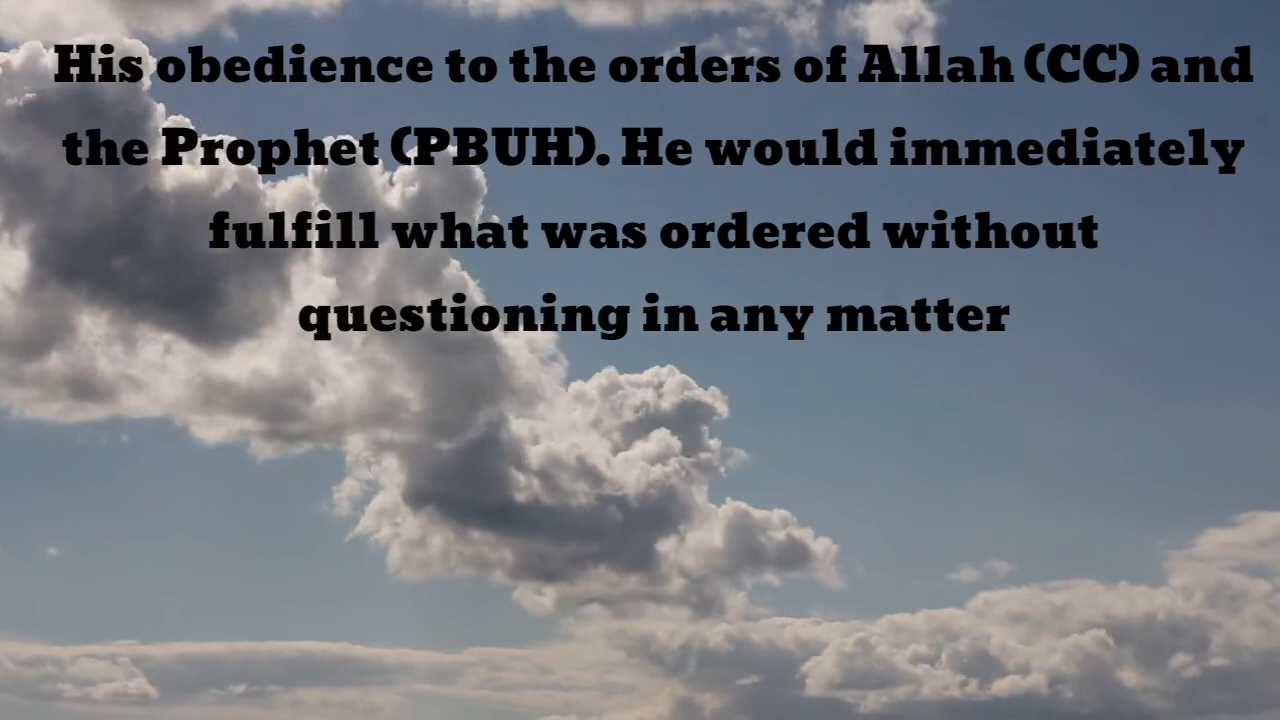 His obedience to the orders of Allah (CC) and
the Prophet (PBUH). He would immediately
fulfill what was ordered without
questioning in any matter